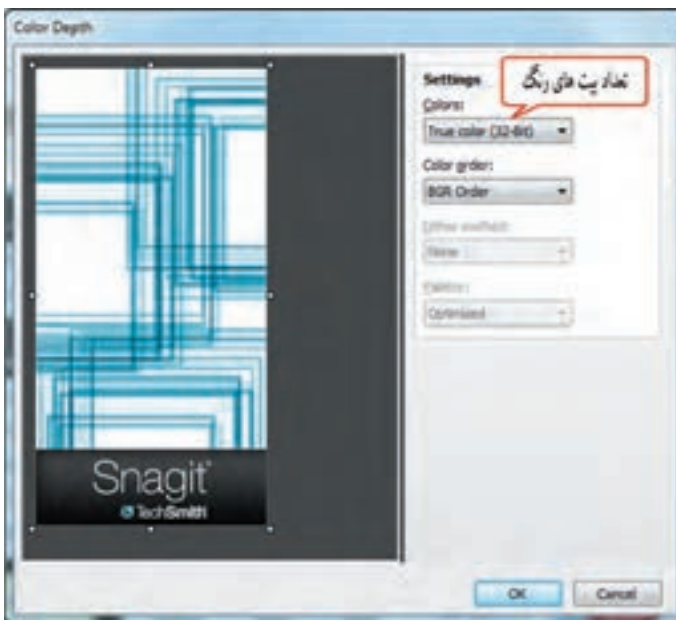 Color Depth
Settings
تعداد بیت های رنگ
Colors:
True color (32-Bit)
Color order:
BGR Order
Dither method:
None
Palette:
Optimized
Snagit
TechSmith
OK
Cancel